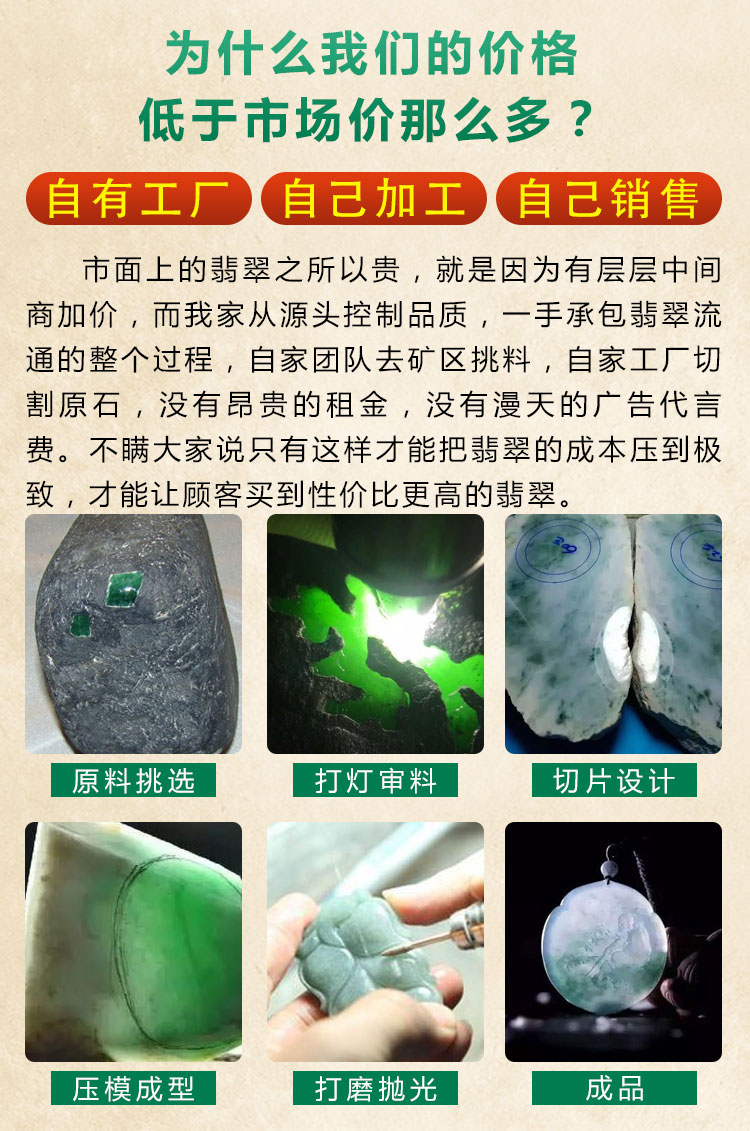 为什么我们的价格
低于市场价那么多？
自有工厂 自己加工 自己销售
市面上的翡翠之所以贵，就是因为有层层中间
商加价，而我家从源头控制品质，一手承包翡翠流
通的整个过程，自家团队去矿区挑料，自家工厂切
割原石，没有昂贵的租金，没有漫天的广告代言
费。不瞒大家说只有这样才能把翡翠的成本压到极
致，才能让顾客买到性价比更高的翡翠。
原料挑选 打灯审料 切片设计
压模成型 打磨抛光 成品